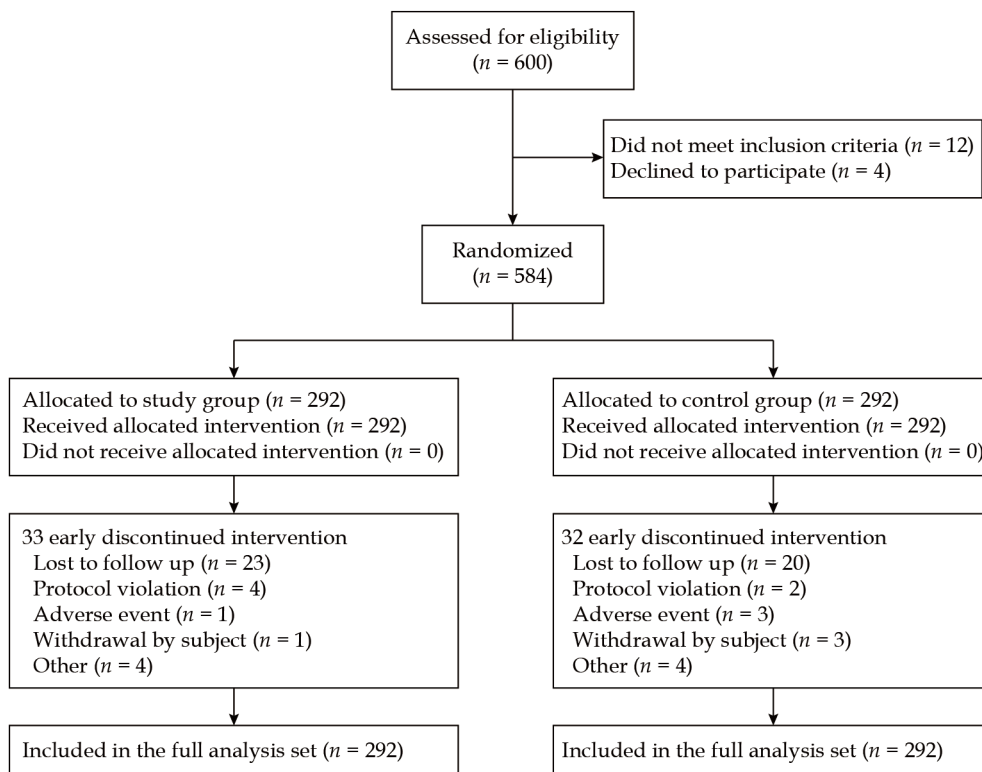 Assessed for eligibility
(n = 600)
Did not meet inclusion criteria (n = 12)
Declined to participate (n = 4)
Randomized
(n = 584)
Allocated to study group (n = 292)
Received allocated intervention (n = 292)
Did not receive allocated intervention (n = 0)
Allocated to control group (n = 292)
Received allocated intervention (n = 292)
Did not receive allocated intervention (n = 0)
33 early discontinued intervention
Lost to follow up (n = 23)
Protocol violation (n = 4)
Adverse event (n = 1)
Withdrawal by subject (n = 1)
Other (n = 4)
32 early discontinued intervention
Lost to follow up (n = 20)
Protocol violation (n = 2)
Adverse event (n = 3)
Withdrawal by subject (n = 3)
Other (n = 4)
Included in the full analysis set (n = 292)
Included in the full analysis set (n = 292)